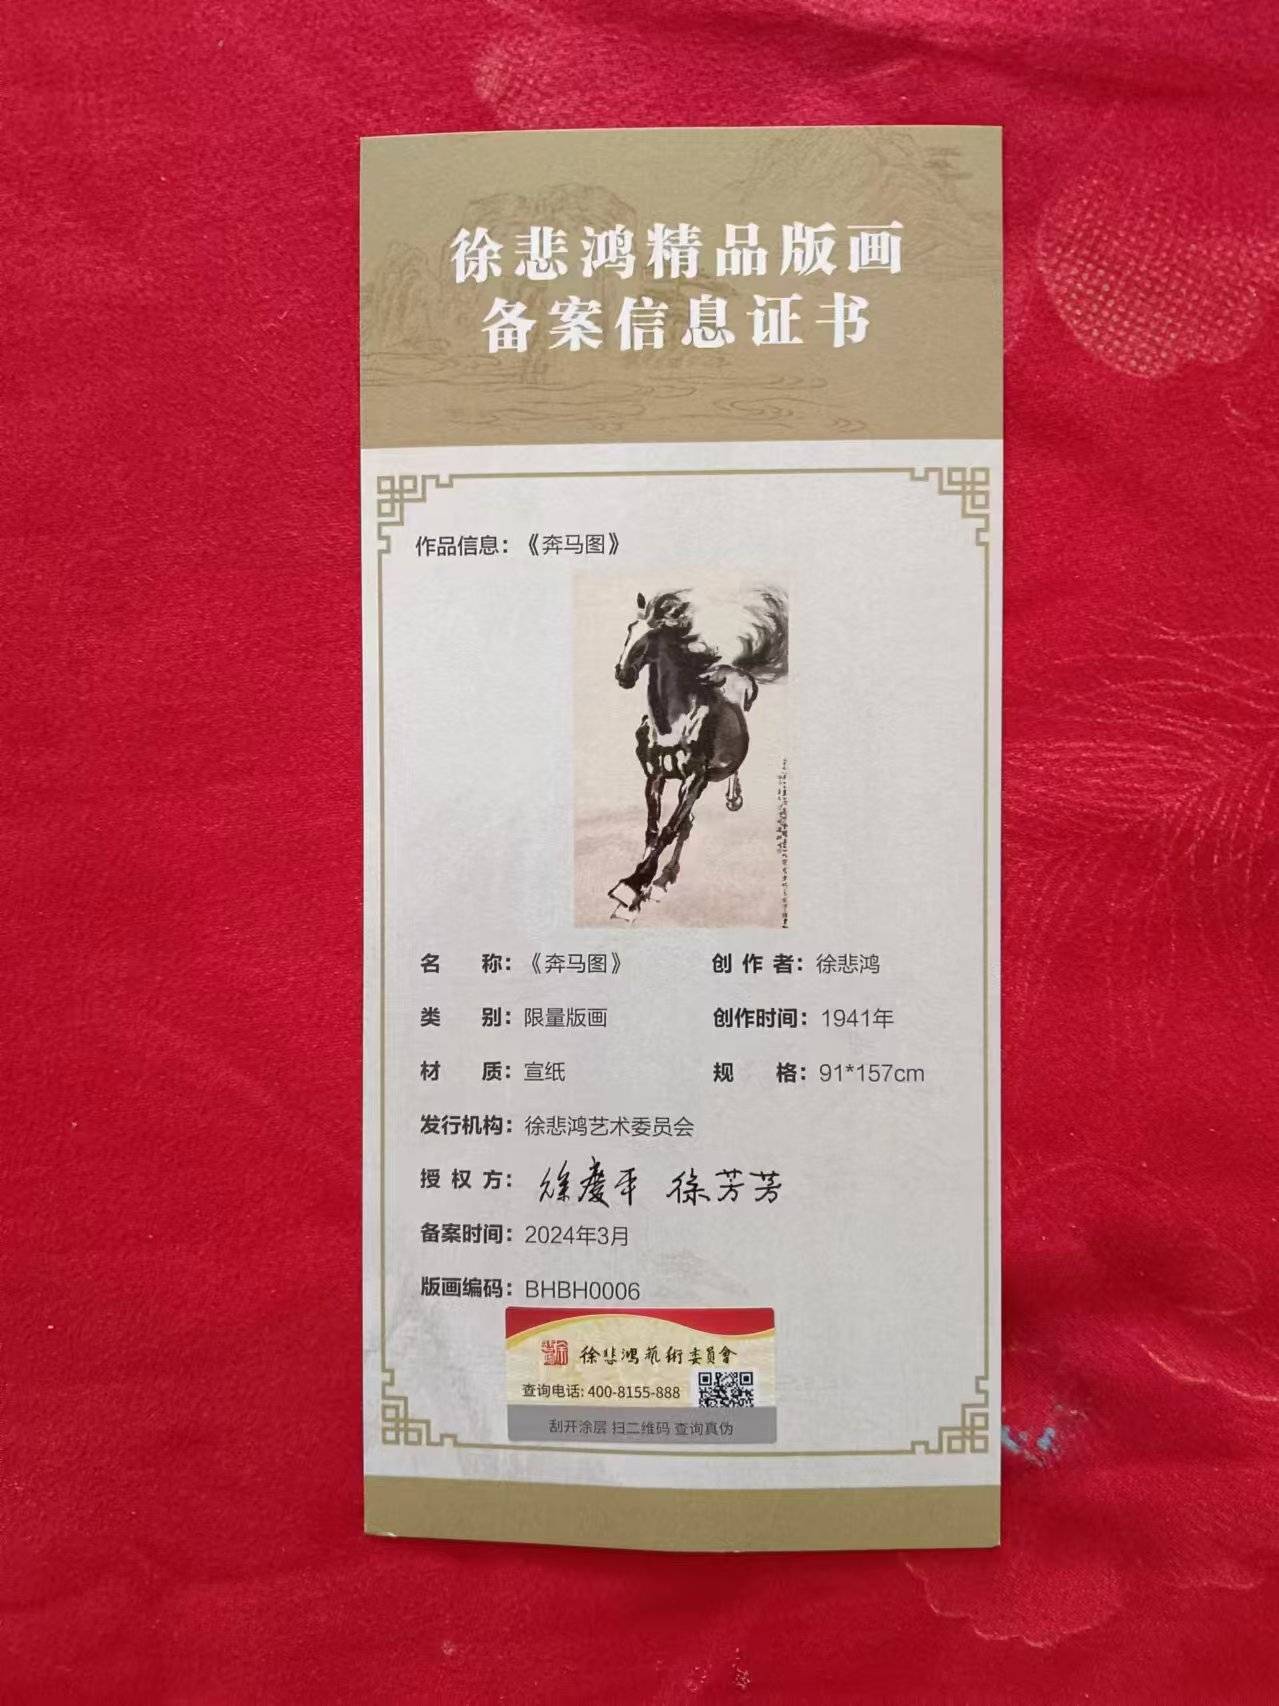 徐悲鸿精品版画
备案信息证书
作品信息：《奔马图》
名 称：《奔马图》 创作者：徐悲鸿
类 别：限量版画 创作时间：1941年
材 质：宣纸 规 格：91*157cm
发行机构：徐悲鸿艺术委员会
授权方：徐庆平 徐芳芳
备案时间：2024年3月
版画编码：BHBH0006
徐悲鴻藝術委員會
查询电话: 400-8155-888
刮开涂层 扫二维码 查询真伪